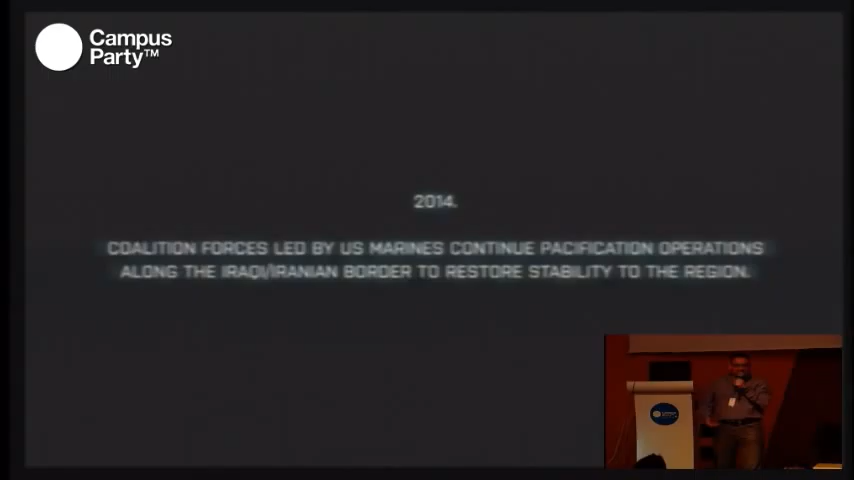 Campus
Party™
2014.
COALITION FORCES LED BY US MARINES CONTINUE PACIFICATION OPERATIONS
ALONG THE IRAQI/IRANIAN BORDER TO RESTORE STABILITY TO THE REGION.